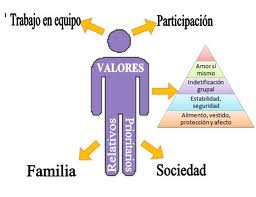 ' Trabajo en equipo
Participación
VALORES
Amor si
mismo
Indetificación
grupal
Estabilidad,
seguridad
Alimento, vestido,
protección y afecto
Relativos
Prioritarios
Familia
Sociedad